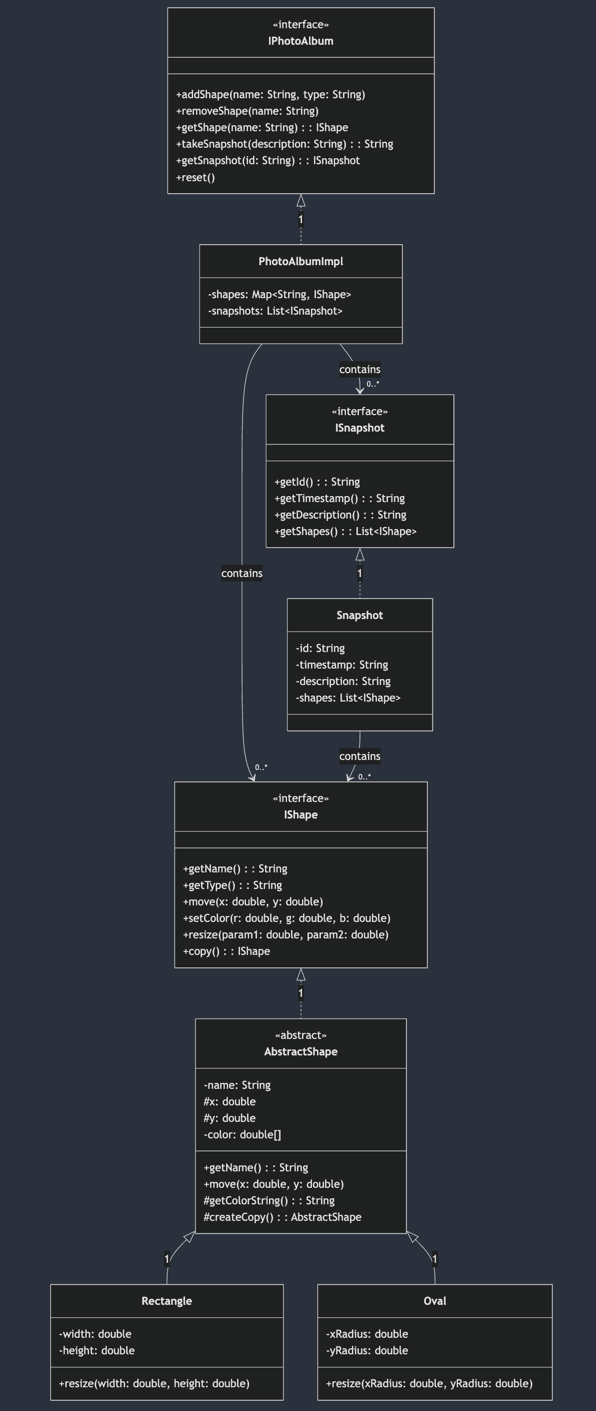 «interface»
IPhotoAlbum
+addShape(name: String, type: String)
+removeShape(name: String)
+getShape(name: String) : : IShape
+takeSnapshot(description: String) : : String
+getSnapshot(id: String) : : ISnapshot
+reset()
1
PhotoAlbumImpl
-shapes: Map<String, IShape>
-snapshots: List<ISnapshot>
contains
0..*
«interface»
ISnapshot
+getId() : : String
+getTimestamp() : : String
+getDescription() : : String
+getShapes() : : List<IShape>
contains
1
Snapshot
-id: String
-timestamp: String
-description: String
-shapes: List<IShape>
contains
0..*
0..*
«interface»
IShape
+getName() : : String
+getType() : : String
+move(x: double, y: double)
+setColor(r: double, g: double, b: double)
+resize(param1: double, param2: double)
+copy() : : IShape
1
«abstract»
AbstractShape
-name: String
#x: double
#y: double
-color: double[]
+getName() : : String
+move(x: double, y: double)
#getColorString() : : String
#createCopy() : : AbstractShape
1
1
Rectangle
-width: double
-height: double
+resize(width: double, height: double)
Oval
-xRadius: double
-yRadius: double
+resize(xRadius: double, yRadius: double)